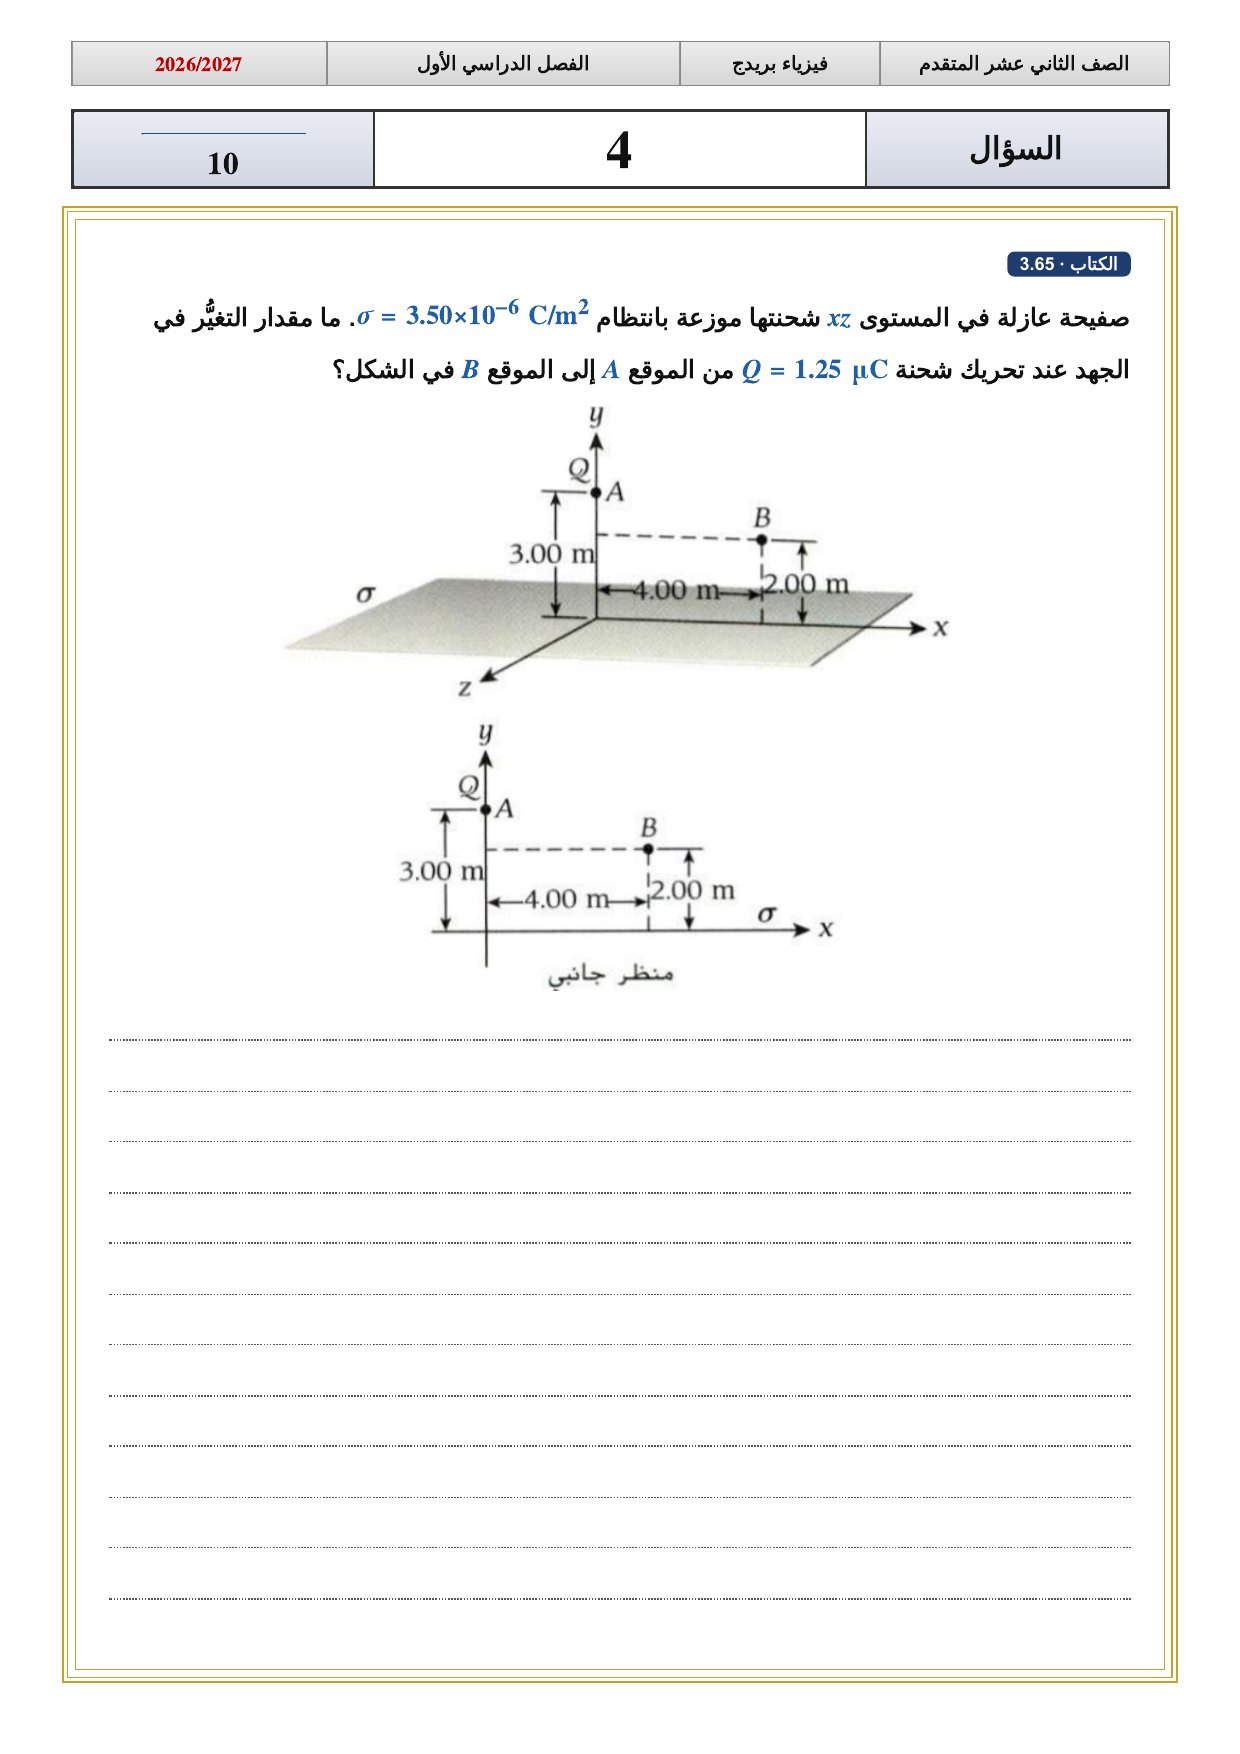 الصف الثاني عشر المتقدم
فيزياء بريدج
الفصل الدراسي الأول
2026/2027
السؤال
4
10
الكتاب · 3.65
صفيحة عازلة في المستوى xz شحنتها موزعة بانتظام σ = 3.50×10⁻⁶ C/m². ما مقدار التغيُّر في
الجهد عند تحريك شحنة Q = 1.25 μC من الموقع A إلى الموقع B في الشكل؟
y
Q
A
B
3.00 m
4.00 m
2.00 m
σ
x
z
y
Q
A
B
3.00 m
4.00 m
2.00 m
σ
x
منظر جانبي